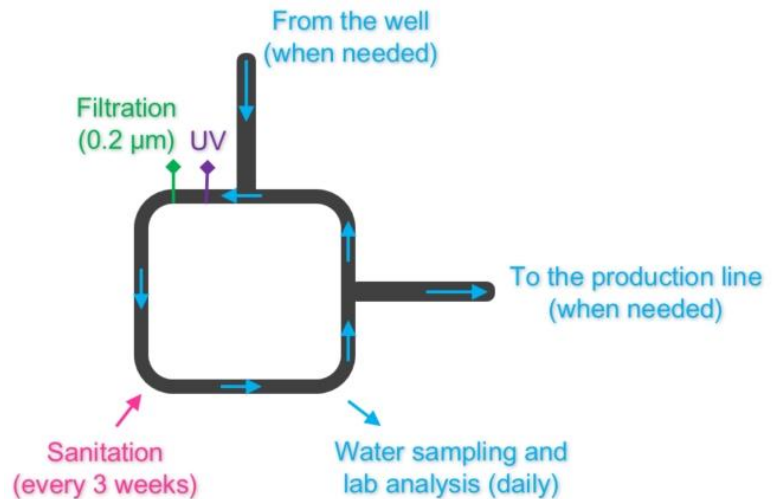 From the well
(when needed)
Filtration
(0.2 µm)
UV
To the production line
(when needed)
Sanitation
(every 3 weeks)
Water sampling and
lab analysis (daily)